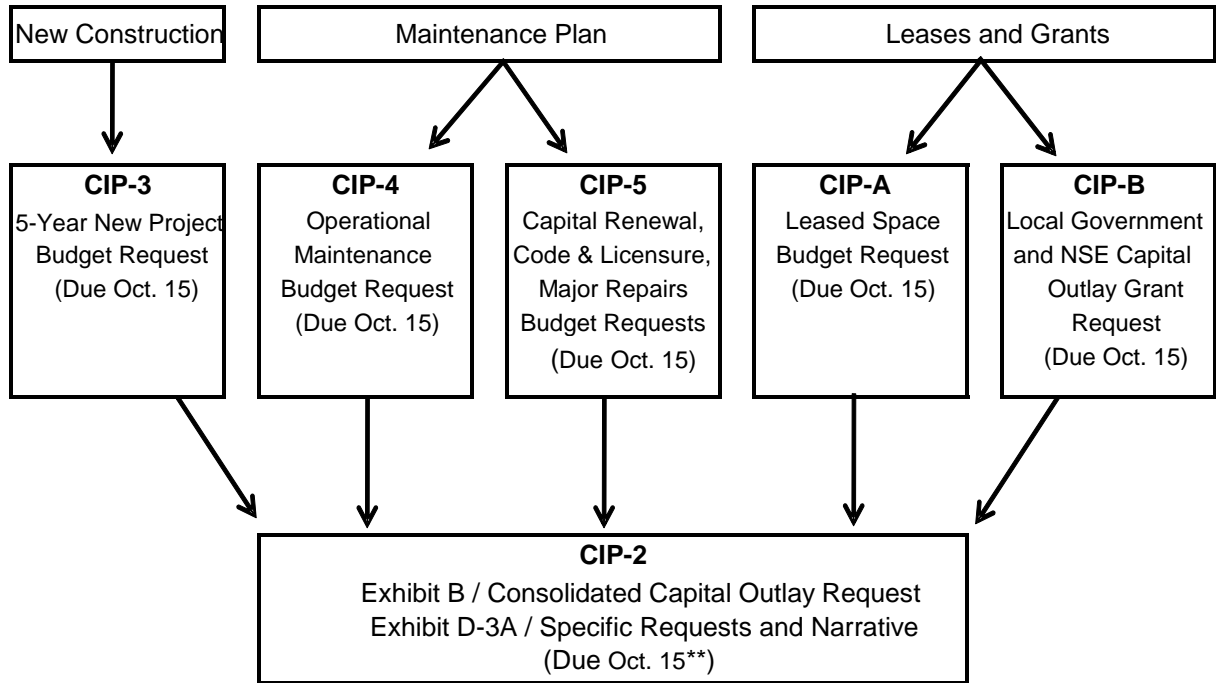 New Construction
Maintenance Plan
Leases and Grants
CIP-3
5-Year New Project
Budget Request
(Due Oct. 15)
CIP-4
Operational
Maintenance
Budget Request
(Due Oct. 15)
CIP-5
Capital Renewal,
Code & Licensure,
Major Repairs
Budget Requests
(Due Oct. 15)
CIP-A
Leased Space
Budget Request
(Due Oct. 15)
CIP-B
Local Government
and NSE Capital
Outlay Grant
Request
(Due Oct. 15)
CIP-2
Exhibit B / Consolidated Capital Outlay Request
Exhibit D-3A / Specific Requests and Narrative
(Due Oct. 15**)